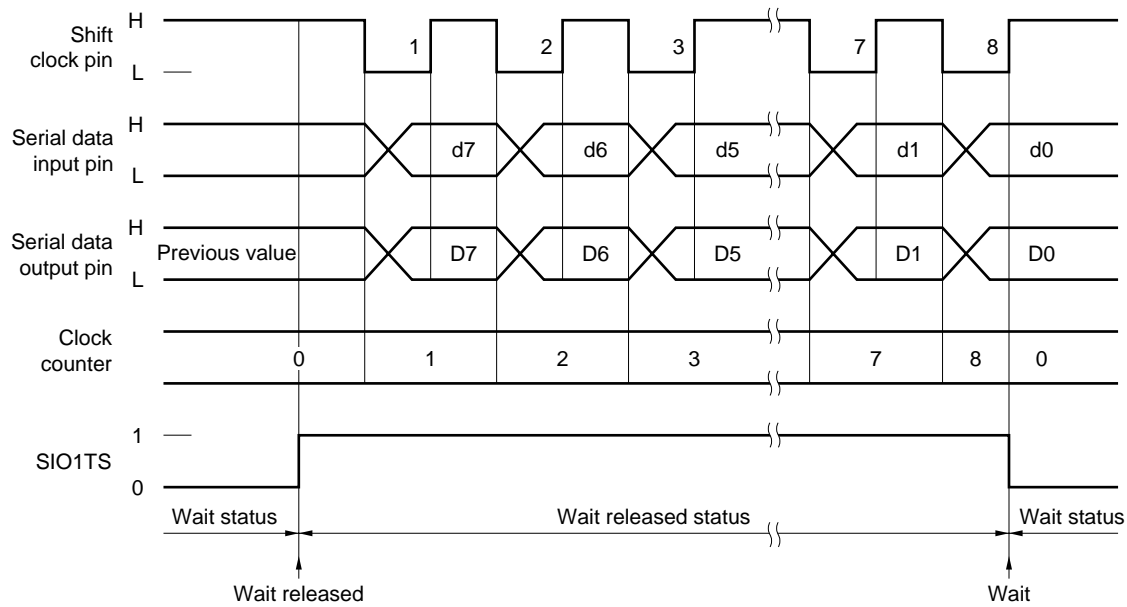 H
Shift
clock pin
L
1 2 3 7 8
H
Serial data
input pin
L
d7 d6 d5 d1 d0
H
Serial data
output pin
L
Previous value D7 D6 D5 D1 D0
Clock
counter
0 1 2 3 7 8 0
1
SIO1TS
0
Wait status Wait released status Wait status
Wait released Wait